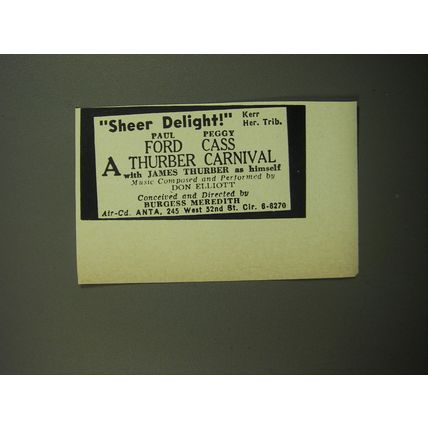 "Sheer Delight!" Kerr Her. Trib.
PAUL PEGGY
FORD CASS
A THURBER CARNIVAL
with JAMES THURBER as himself
Music Composed and Performed by
DON ELLIOTT
Conceived and Directed by
BURGESS MEREDITH
Air-Cd. ANTA, 245 West 52nd St. Cir. 6-6270